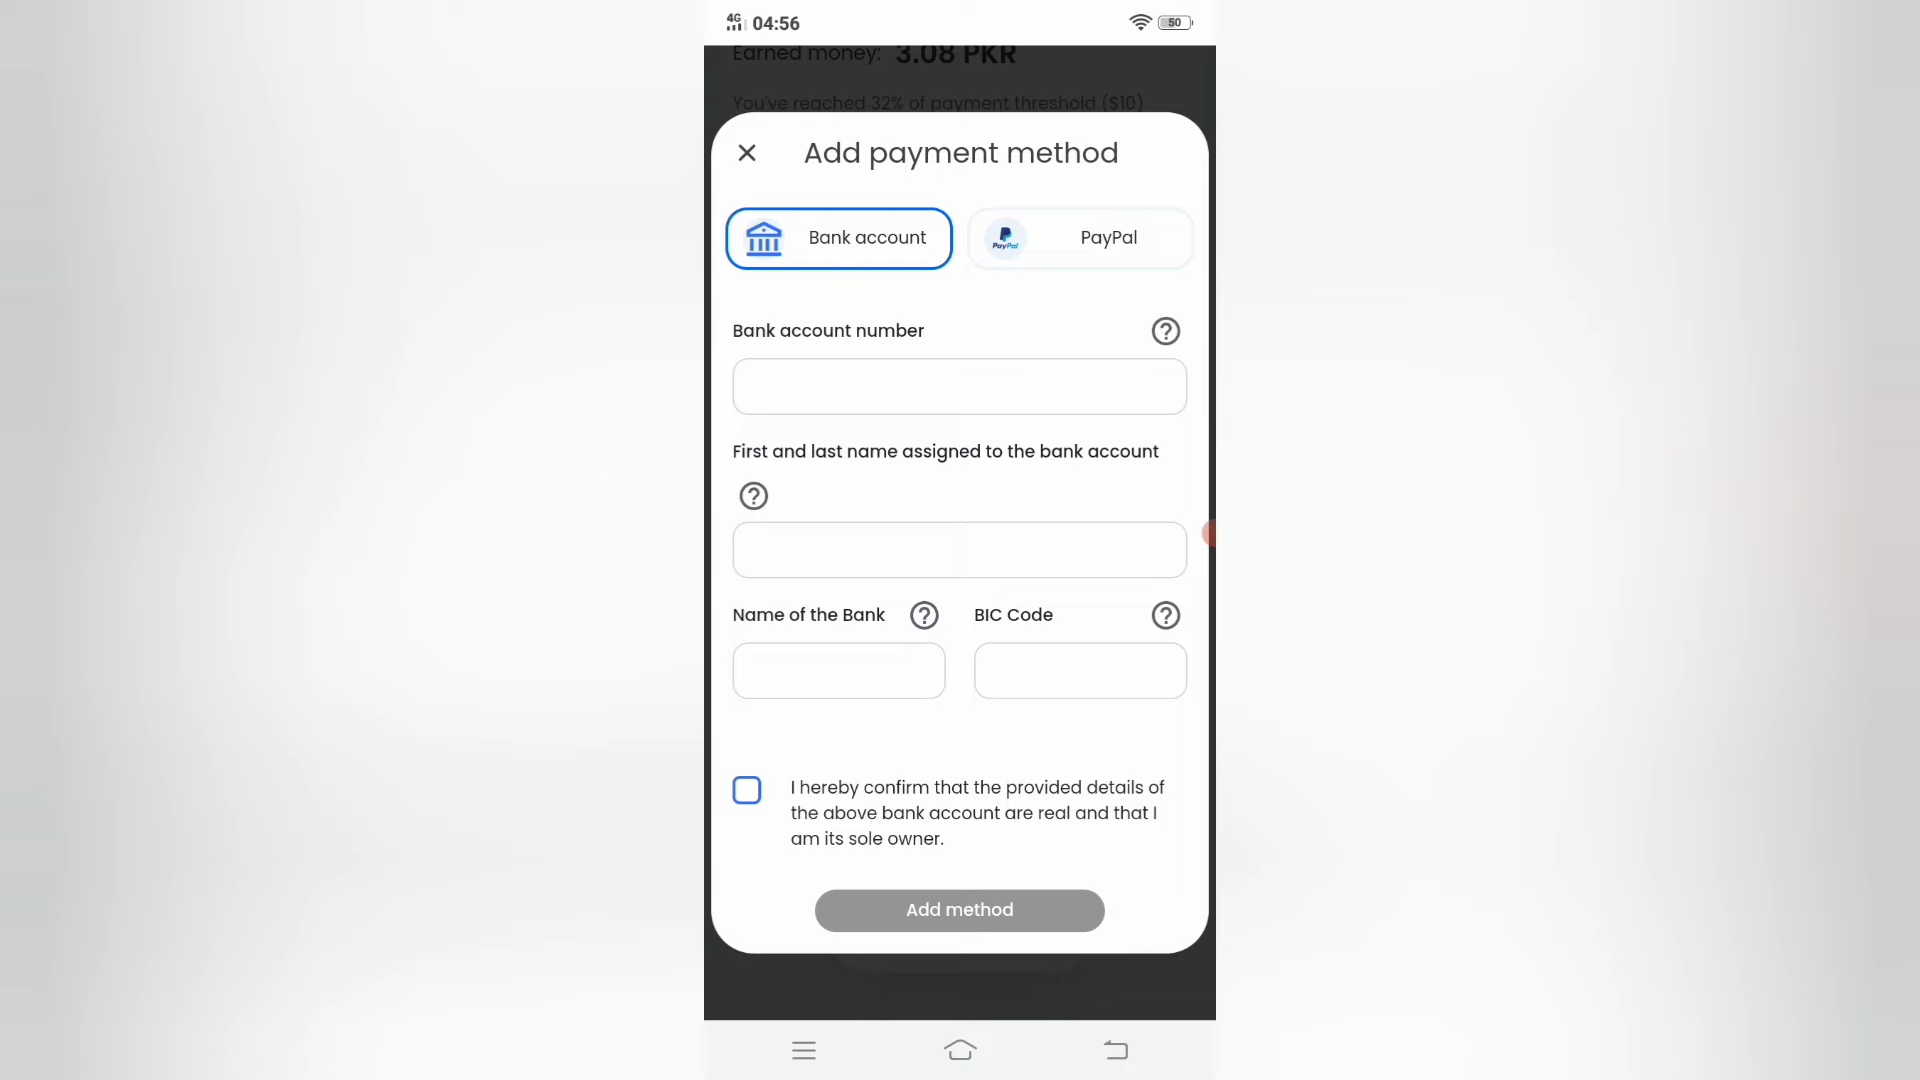 4G 04:56 50
Earned money: 3.08 PKR
You've reached 32% of payment threshold ($10)
Add payment method
Bank account
PayPal PayPal
Bank account number ?
First and last name assigned to the bank account
?
Name of the Bank ? BIC Code ?
I hereby confirm that the provided details of
the above bank account are real and that I
am its sole owner.
Add method